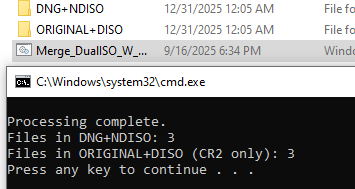 DNG+NDISO 12/31/2025 12:05 AM File fo
ORIGINAL+DISO 12/31/2025 12:05 AM File fo
Merge_DualISO_W_... 9/16/2025 6:34 PM Windo
C:\Windows\system32\cmd.exe
Processing complete.
Files in DNG+NDISO: 3
Files in ORIGINAL+DISO (CR2 only): 3
Press any key to continue . . .